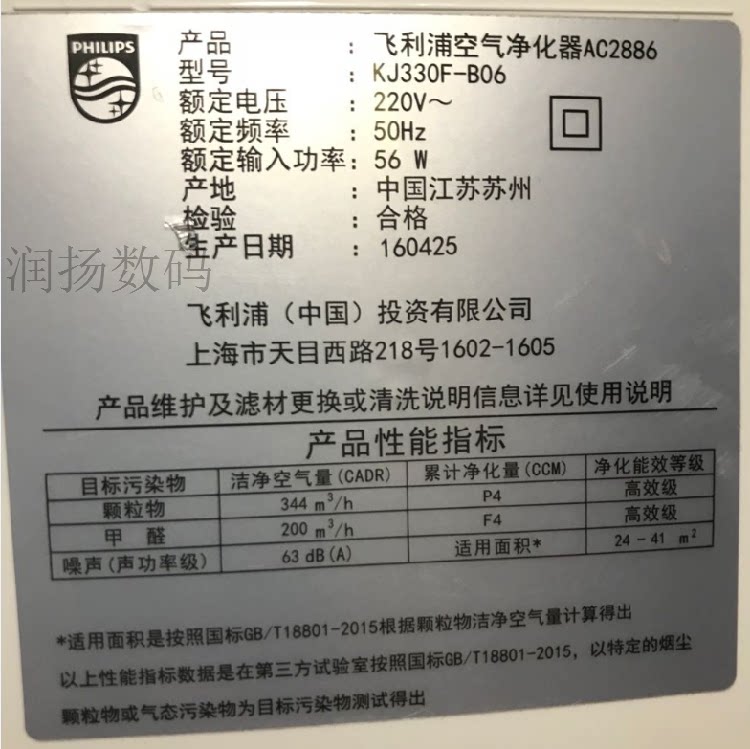 PHILIPS
产品 : 飞利浦空气净化器AC2886
型号 : KJ330F-B06
额定电压 : 220V～
额定频率 : 50Hz
额定输入功率: 56 W
产地 : 中国江苏苏州
检验 : 合格
生产日期 : 160425
润扬数码
飞利浦（中国）投资有限公司
上海市天目西路218号1602-1605
产品维护及滤材更换或清洗说明信息详见使用说明
产品性能指标
目标污染物 洁净空气量(CADR) 累计净化量(CCM) 净化能效等级
颗粒物 344 m³/h P4 高效级
甲 醛 200 m³/h F4 高效级
噪声(声功率级) 63 dB(A) 适用面积* 24-41 m²
*适用面积是按照国标GB/T18801-2015根据颗粒物洁净空气量计算得出
以上性能指标数据是在第三方试验室按照国标GB/T18801-2015，以特定的烟尘
颗粒物或气态污染物为目标污染物测试得出